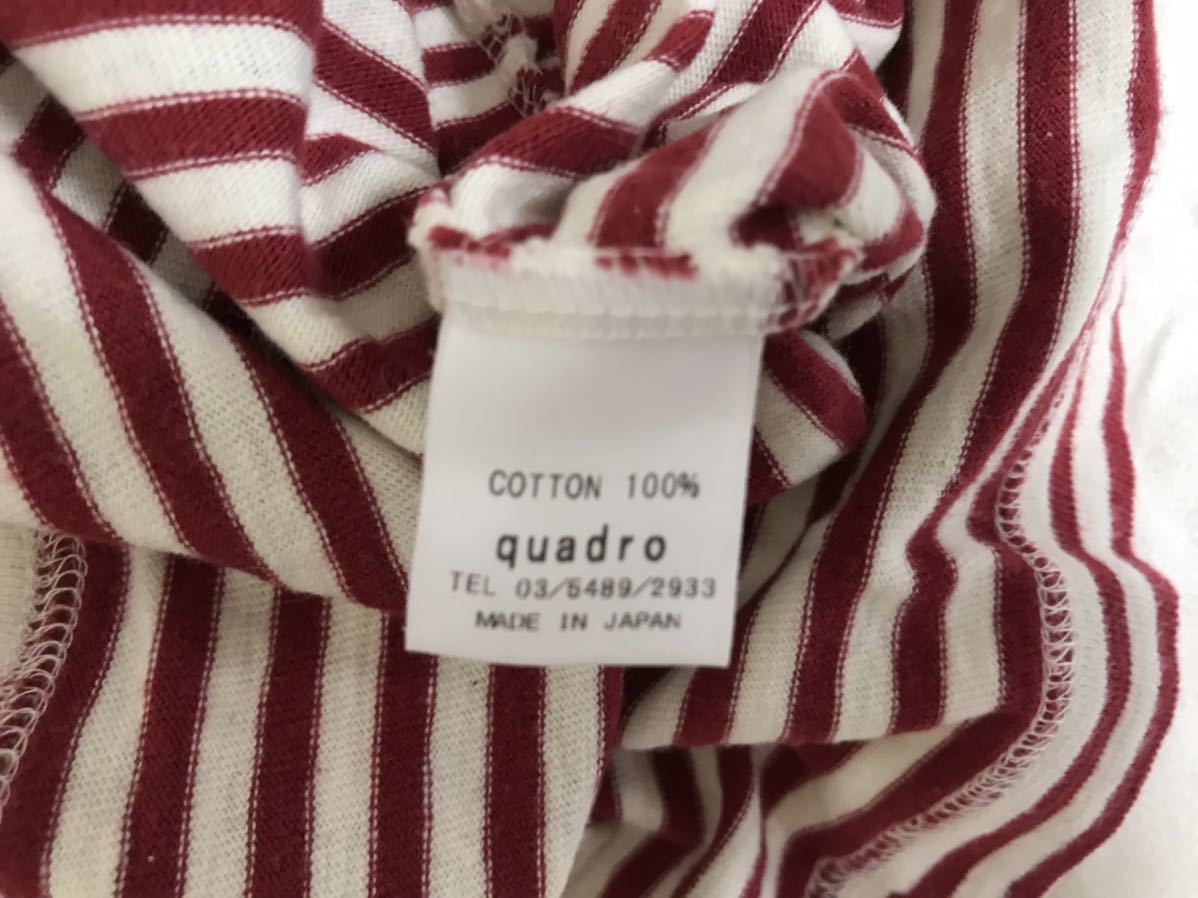 COTTON 100%
quadro
TEL 03/5489/2933
MADE IN JAPAN